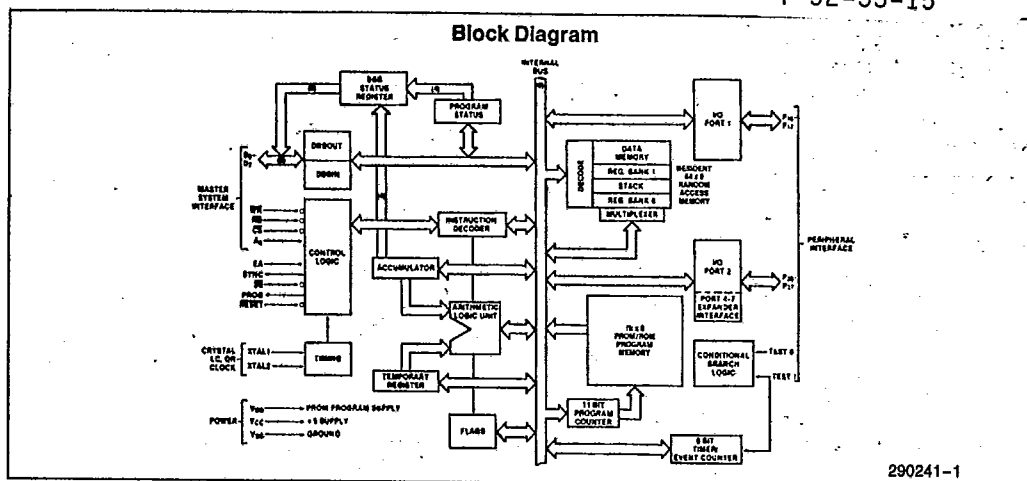 Block Diagram
INTERNAL
BUS
STATUS
REGISTER
PROGRAM
STATUS
DBBOUT
DBBIN
MASTER
SYSTEM
INTERFACE
CONTROL
LOGIC
INSTRUCTION
DECODER
ACCUMULATOR
ARITHMETIC
LOGIC UNIT
TEMPORARY
REGISTER
FLAGS
EA
SYNC
PROG
RESET
CRYSTAL
LC, OR
CLOCK
XTAL1
XTAL2
TIMING
POWER
PROM PROGRAM SUPPLY
+5 SUPPLY
GROUND
I/O
PORT 1
DECODE
DATA
MEMORY
REG. BANK 1
STACK
REG. BANK 0
MULTIPLEXER
RESIDENT
RANDOM
ACCESS
MEMORY
PERIPHERAL
INTERFACE
I/O
PORT 2
PORT 4-7
EXPANDER
INTERFACE
PROM/ROM
PROGRAM
MEMORY
CONDITIONAL
BRANCH
LOGIC
TEST 0
TEST 1
11 BIT
PROGRAM
COUNTER
8 BIT
TIMER/
EVENT COUNTER
290241-1